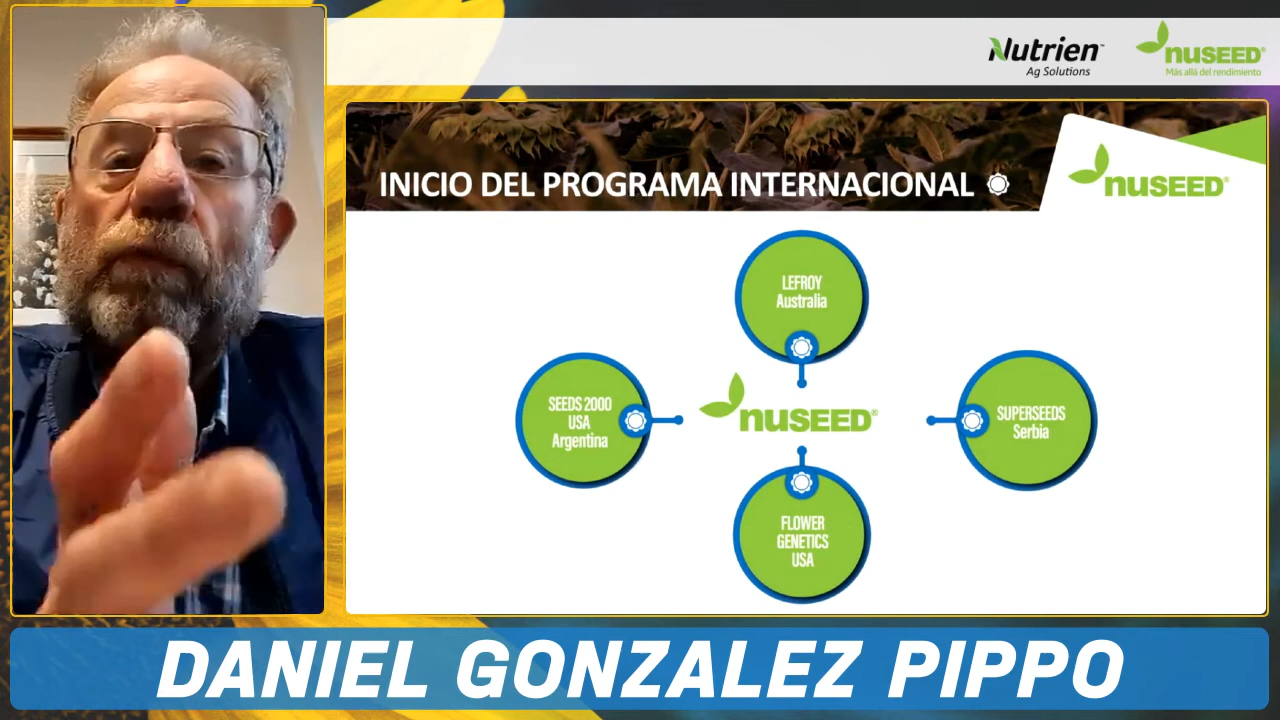 Nutrien
Ag Solutions
nuseed
Más allá del rendimiento
INICIO DEL PROGRAMA INTERNACIONAL
nuseed
LEFROY
Australia
SEEDS 2000
USA
Argentina
nuseed
SUPERSEEDS
Serbia
FLOWER
GENETICS
USA
DANIEL GONZALEZ PIPPO